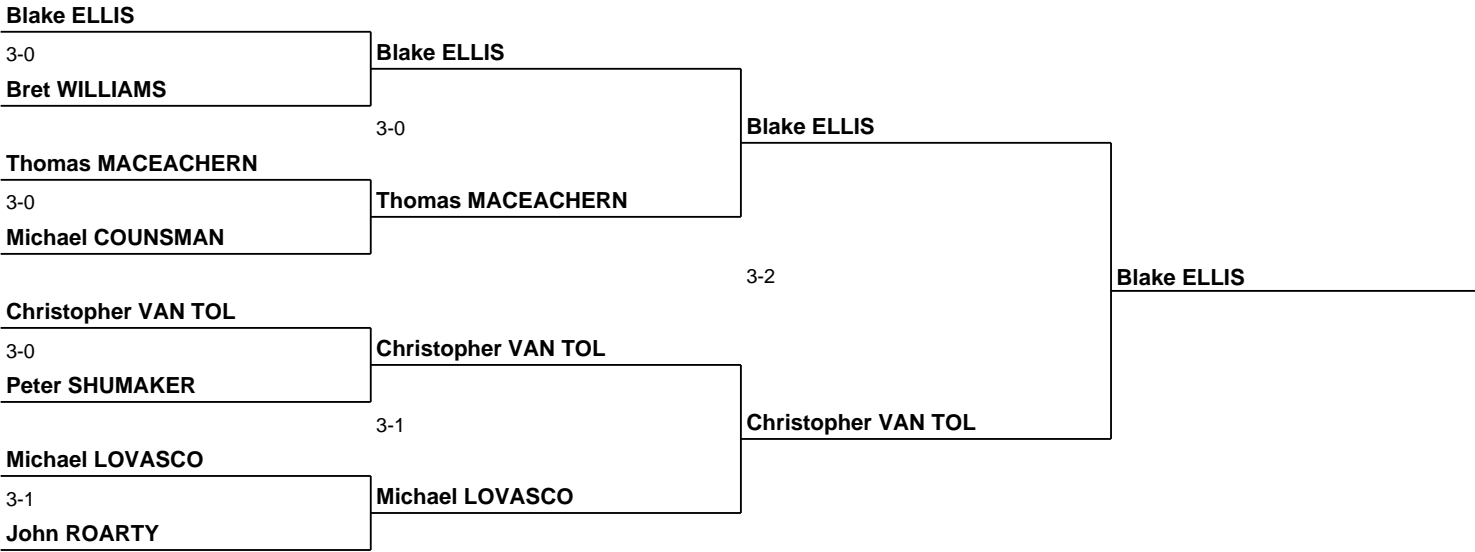 Blake ELLIS
3-0
Bret WILLIAMS
Thomas MACEACHERN
3-0
Michael COUNSMAN
Christopher VAN TOL
3-0
Peter SHUMAKER
Michael LOVASCO
3-1
John ROARTY
Blake ELLIS
3-0
Thomas MACEACHERN
Christopher VAN TOL
3-1
Michael LOVASCO
Blake ELLIS
3-2
Christopher VAN TOL
Blake ELLIS